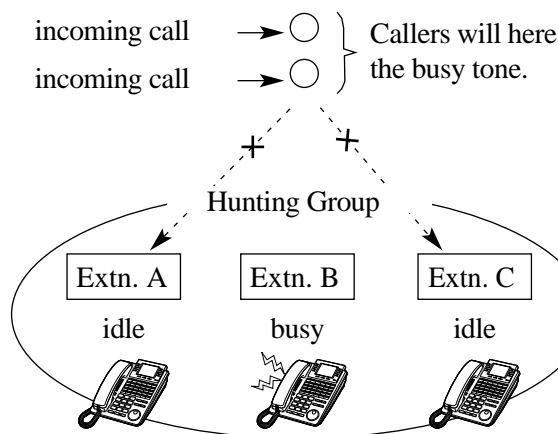 incoming call
Callers will here
incoming call
the busy tone.
Hunting Group
Extn. A Extn. B Extn. C
idle busy idle